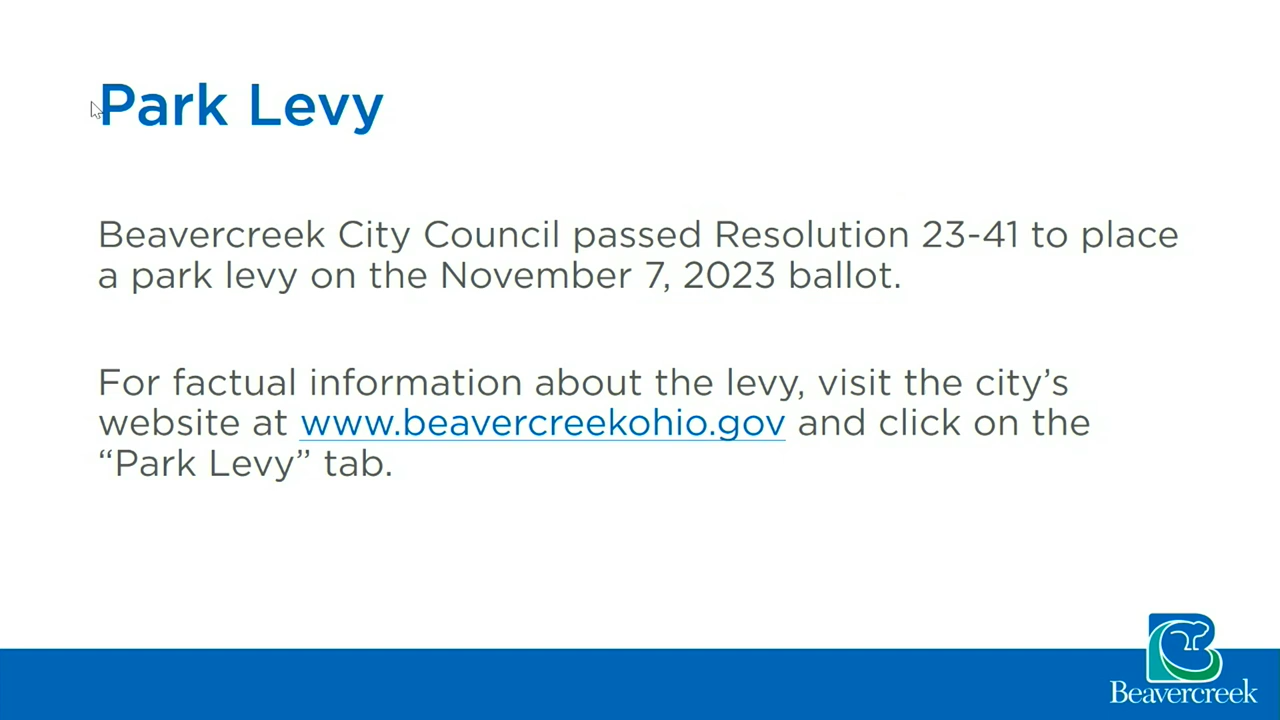 Park Levy
Beavercreek City Council passed Resolution 23-41 to place
a park levy on the November 7, 2023 ballot.
For factual information about the levy, visit the city’s
website at www.beavercreekohio.gov and click on the
“Park Levy” tab.
Beavercreek